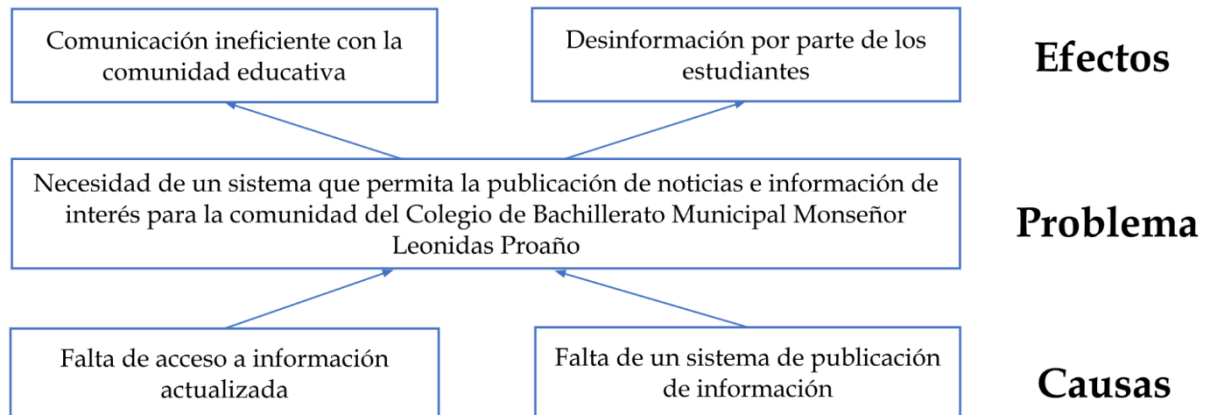 Comunicación ineficiente con la
comunidad educativa
Desinformación por parte de los
estudiantes
Efectos
Necesidad de un sistema que permita la publicación de noticias e información de
interés para la comunidad del Colegio de Bachillerato Municipal Monseñor
Leonidas Proaño
Problema
Falta de acceso a información
actualizada
Falta de un sistema de publicación
de información
Causas